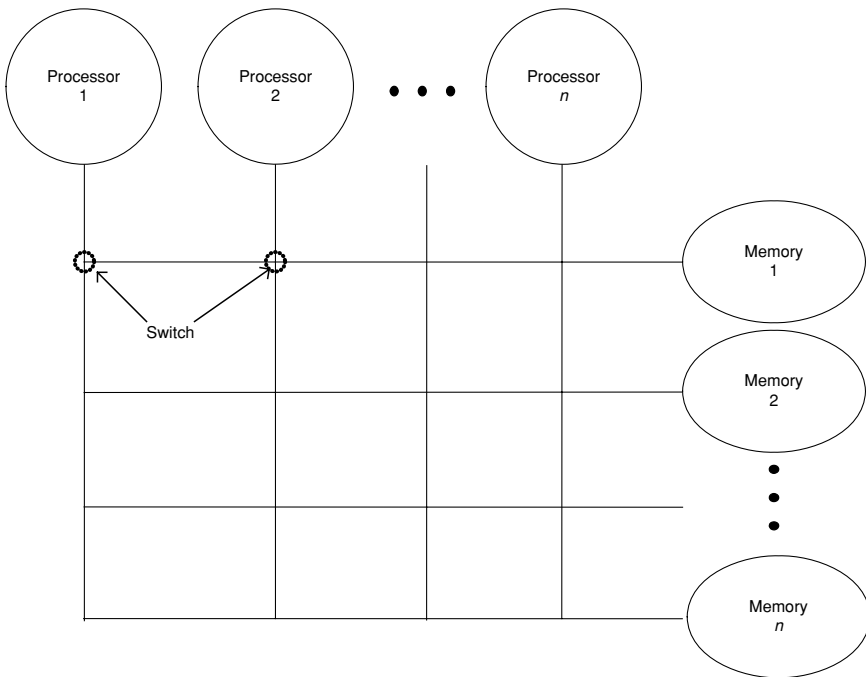 Processor
1
Processor
2
Processor
n
Memory
1
Switch
Memory
2
Memory
n